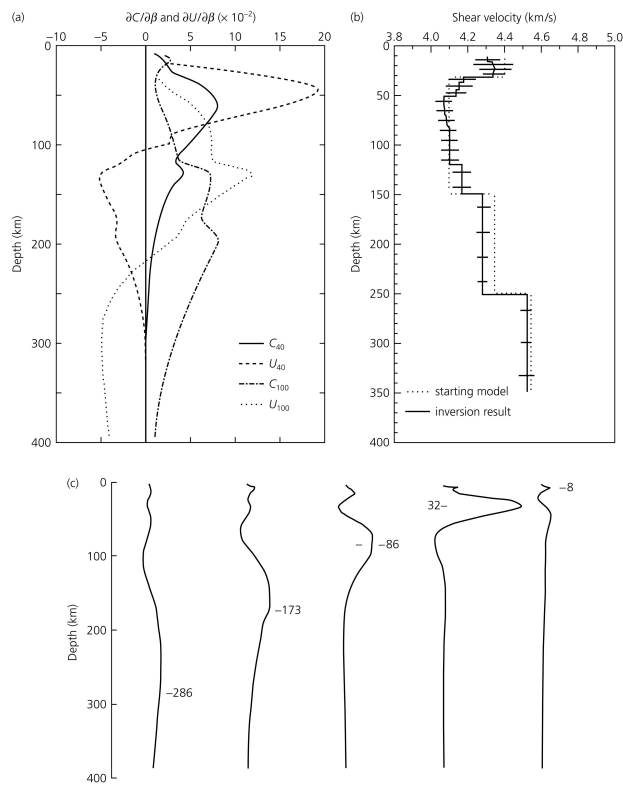 (a)
∂C/∂β and ∂U/∂β (× 10−2)
−10 −5 0 5 10 15 20
Depth (km)
0
100
200
300
400
C40
U40
C100
U100
(b)
Shear velocity (km/s)
3.8 4.0 4.2 4.4 4.6 4.8 5.0
Depth (km)
0
50
100
150
200
250
300
350
400
starting model
inversion result
(c)
Depth (km)
0
100
200
300
400
−286
−173
− −86
32−
−8